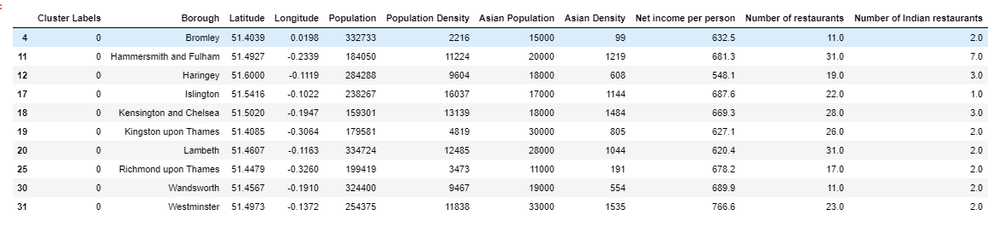 Cluster Labels Borough Latitude Longitude Population Population Density Asian Population Asian Density Net income per person Number of restaurants Number of Indian restaurants
4 0 Bromley 51.4039 0.0198 332733 2216 15000 99 632.5 11.0 2.0
11 0 Hammersmith and Fulham 51.4927 -0.2339 184050 11224 20000 1219 681.3 31.0 7.0
12 0 Haringey 51.6000 -0.1119 284288 9604 18000 608 548.1 19.0 3.0
17 0 Islington 51.5416 -0.1022 238267 16037 17000 1144 687.6 22.0 1.0
18 0 Kensington and Chelsea 51.5020 -0.1947 159301 13139 18000 1484 669.3 28.0 3.0
19 0 Kingston upon Thames 51.4085 -0.3064 179581 4819 30000 805 627.1 26.0 2.0
20 0 Lambeth 51.4607 -0.1163 334724 12485 28000 1044 620.4 31.0 2.0
25 0 Richmond upon Thames 51.4479 -0.3260 199419 3473 11000 191 678.2 17.0 2.0
30 0 Wandsworth 51.4567 -0.1910 324400 9467 19000 554 689.9 11.0 2.0
31 0 Westminster 51.4973 -0.1372 254375 11838 33000 1535 766.6 23.0 2.0